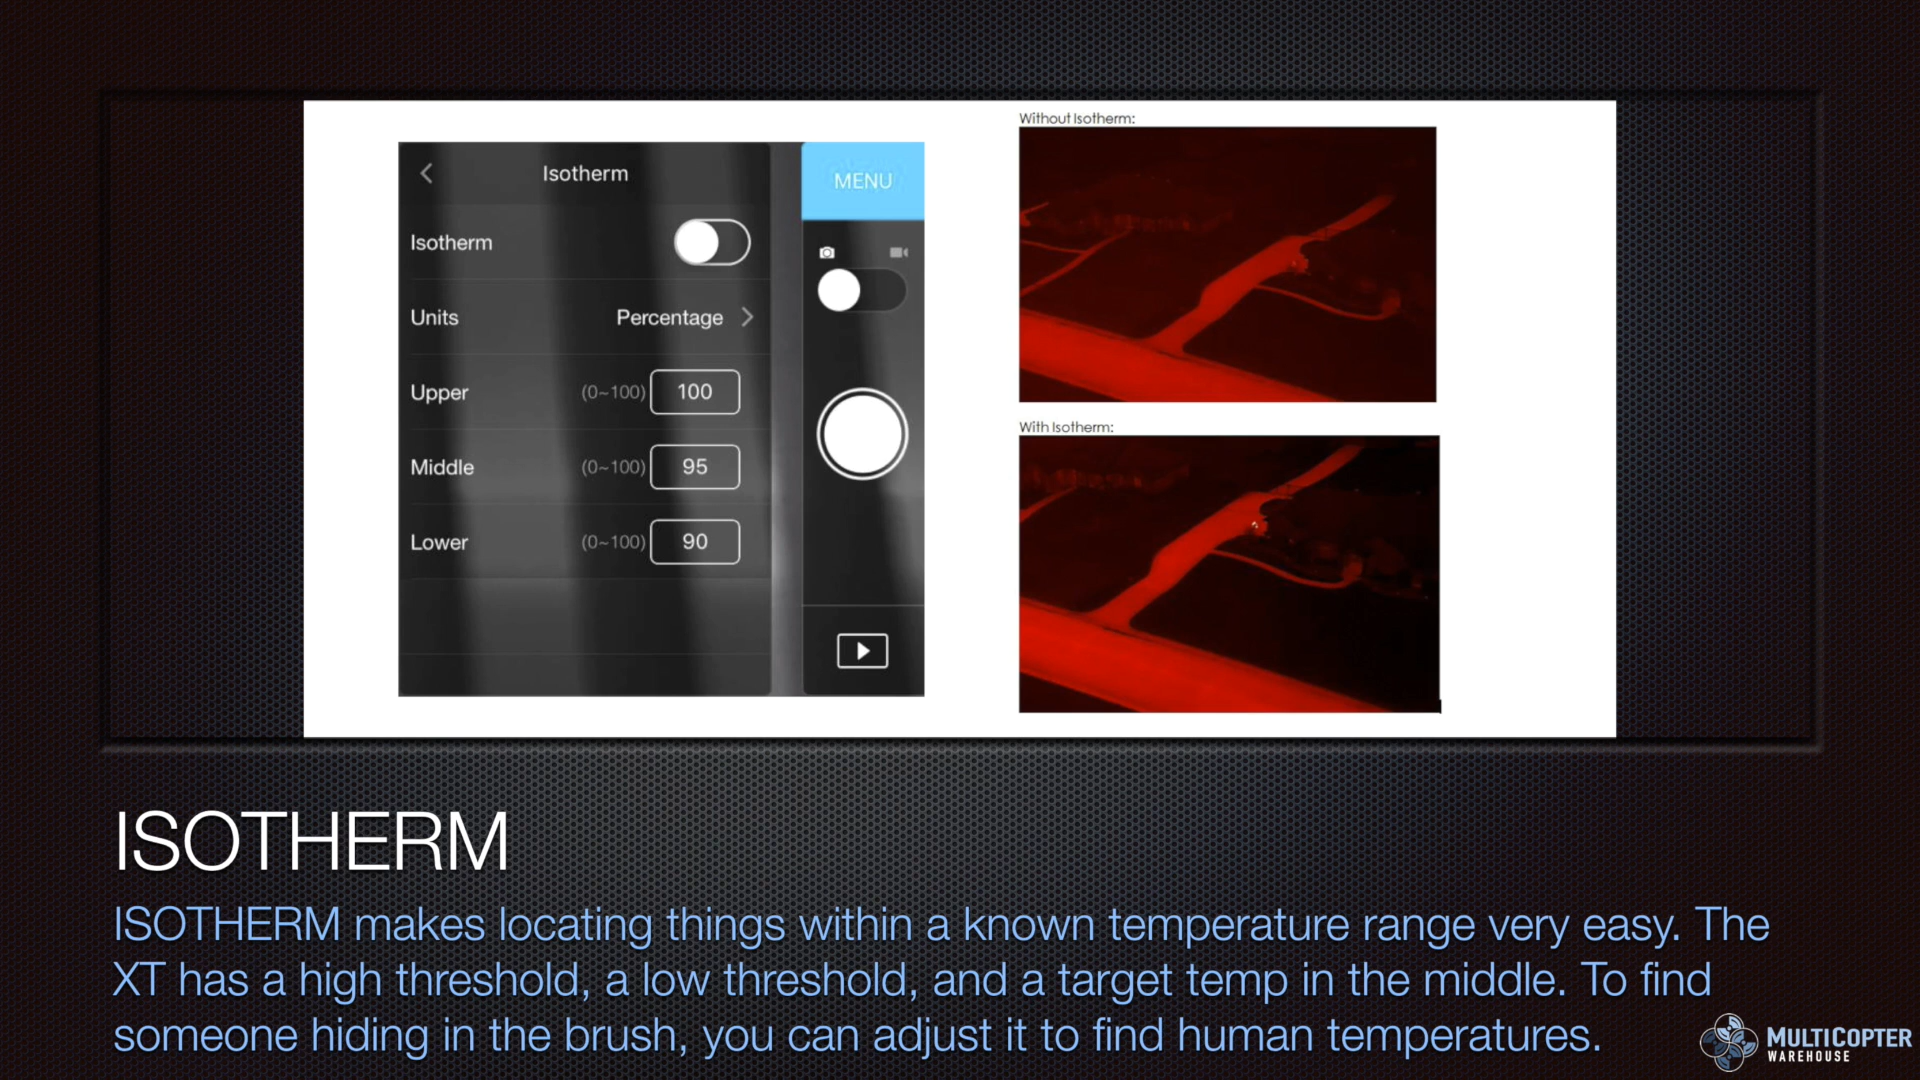 Isotherm
MENU
Isotherm
Units Percentage
Upper (0~100) 100
Middle (0~100) 95
Lower (0~100) 90
Without Isotherm:
With Isotherm:
ISOTHERM
ISOTHERM makes locating things within a known temperature range very easy. The
XT has a high threshold, a low threshold, and a target temp in the middle. To find
someone hiding in the brush, you can adjust it to find human temperatures.
MULTICOPTER
WAREHOUSE